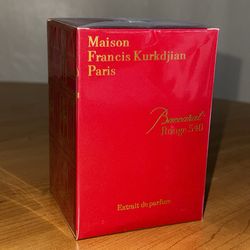 Maison
Francis Kurkdjian
Paris
Baccarat
Rouge 540
Extrait de parfum